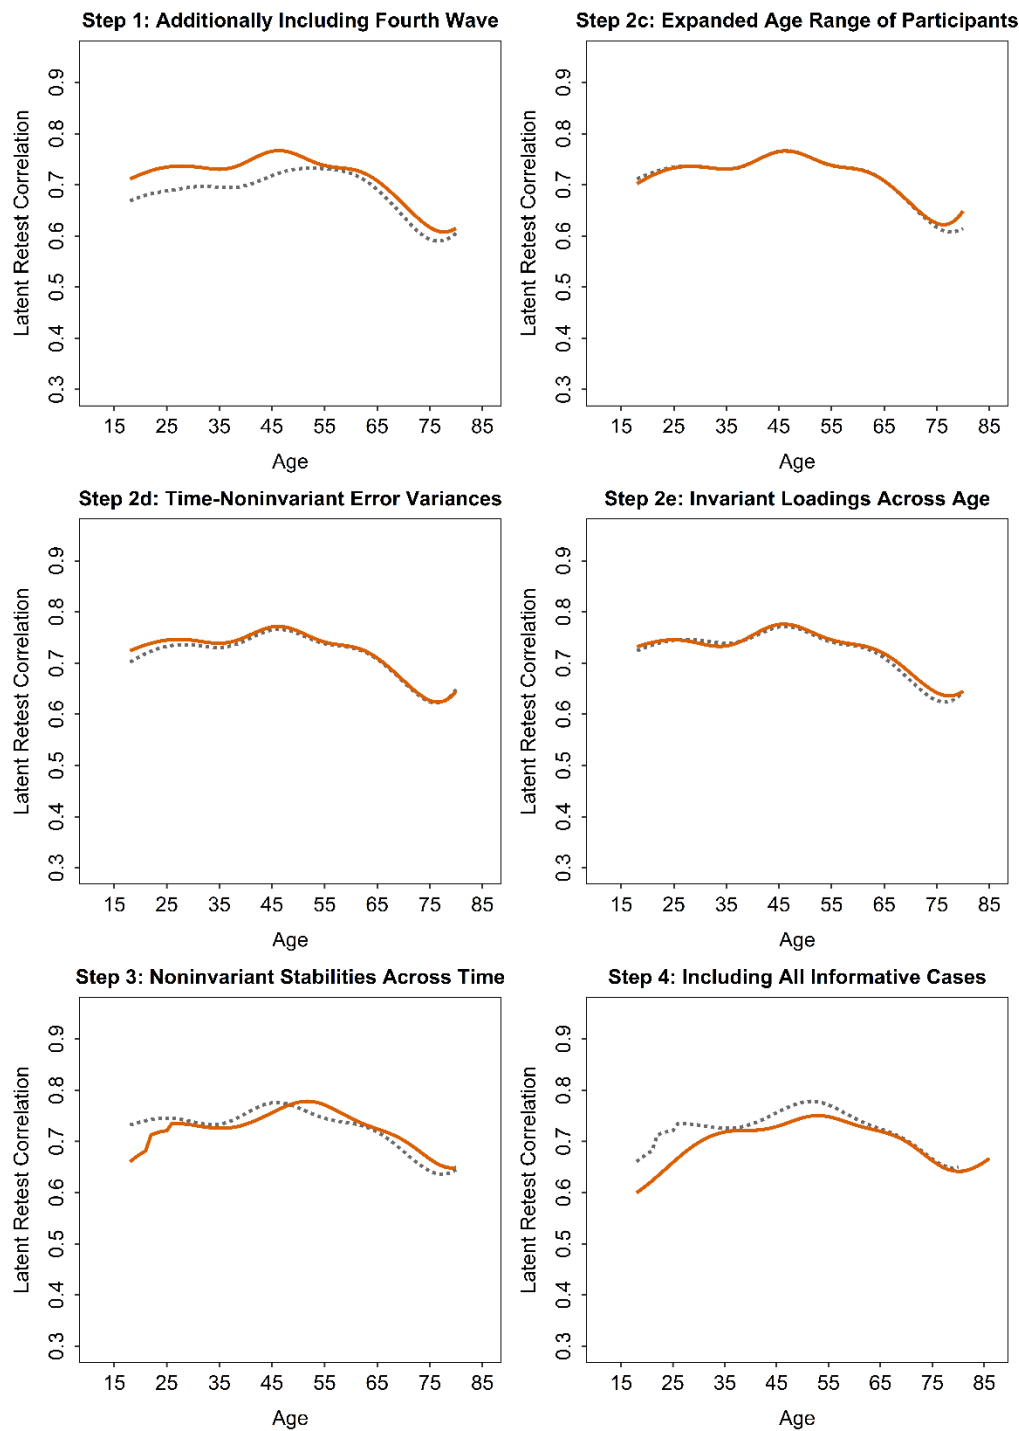 Step 1: Additionally Including Fourth Wave
Latent Retest Correlation
0.9
0.8
0.7
0.6
0.5
0.4
0.3
15 25 35 45 55 65 75 85
Age
Step 2c: Expanded Age Range of Participants
Latent Retest Correlation
0.9
0.8
0.7
0.6
0.5
0.4
0.3
15 25 35 45 55 65 75 85
Age
Step 2d: Time-Noninvariant Error Variances
Latent Retest Correlation
0.9
0.8
0.7
0.6
0.5
0.4
0.3
15 25 35 45 55 65 75 85
Age
Step 2e: Invariant Loadings Across Age
Latent Retest Correlation
0.9
0.8
0.7
0.6
0.5
0.4
0.3
15 25 35 45 55 65 75 85
Age
Step 3: Noninvariant Stabilities Across Time
Latent Retest Correlation
0.9
0.8
0.7
0.6
0.5
0.4
0.3
15 25 35 45 55 65 75 85
Age
Step 4: Including All Informative Cases
Latent Retest Correlation
0.9
0.8
0.7
0.6
0.5
0.4
0.3
15 25 35 45 55 65 75 85
Age